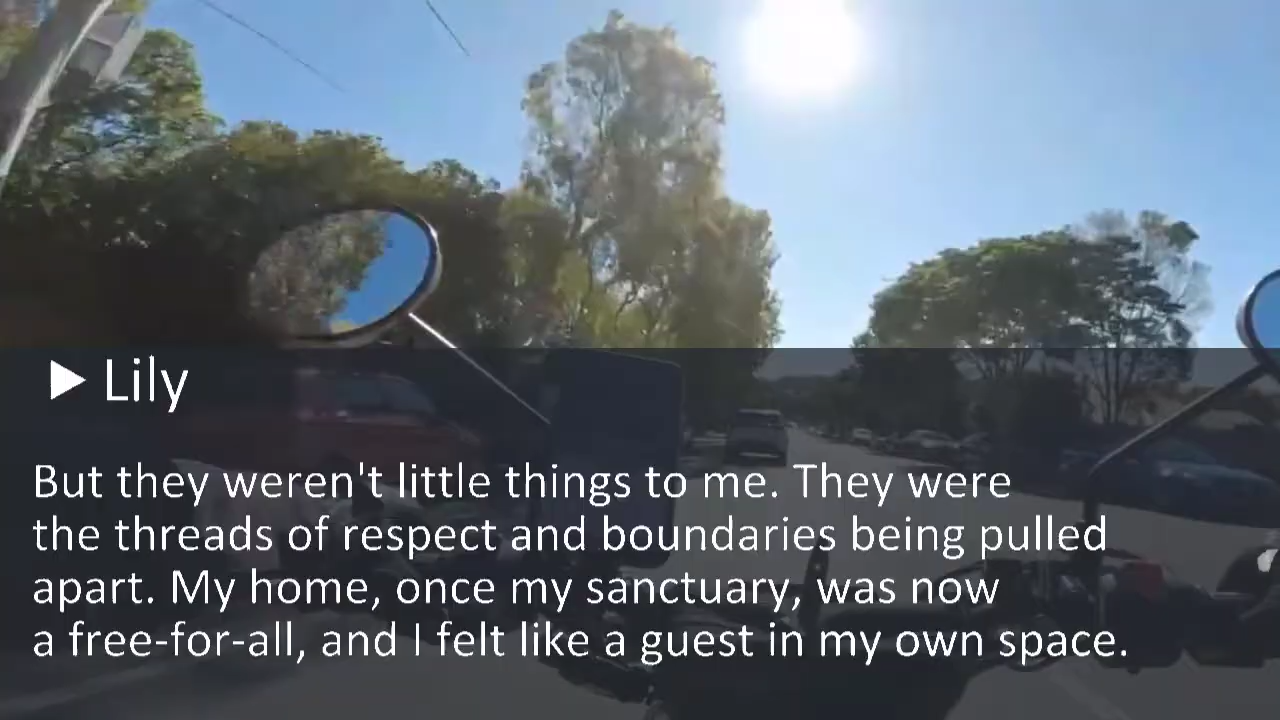 Lily
But they weren't little things to me. They were
the threads of respect and boundaries being pulled
apart. My home, once my sanctuary, was now
a free-for-all, and I felt like a guest in my own space.